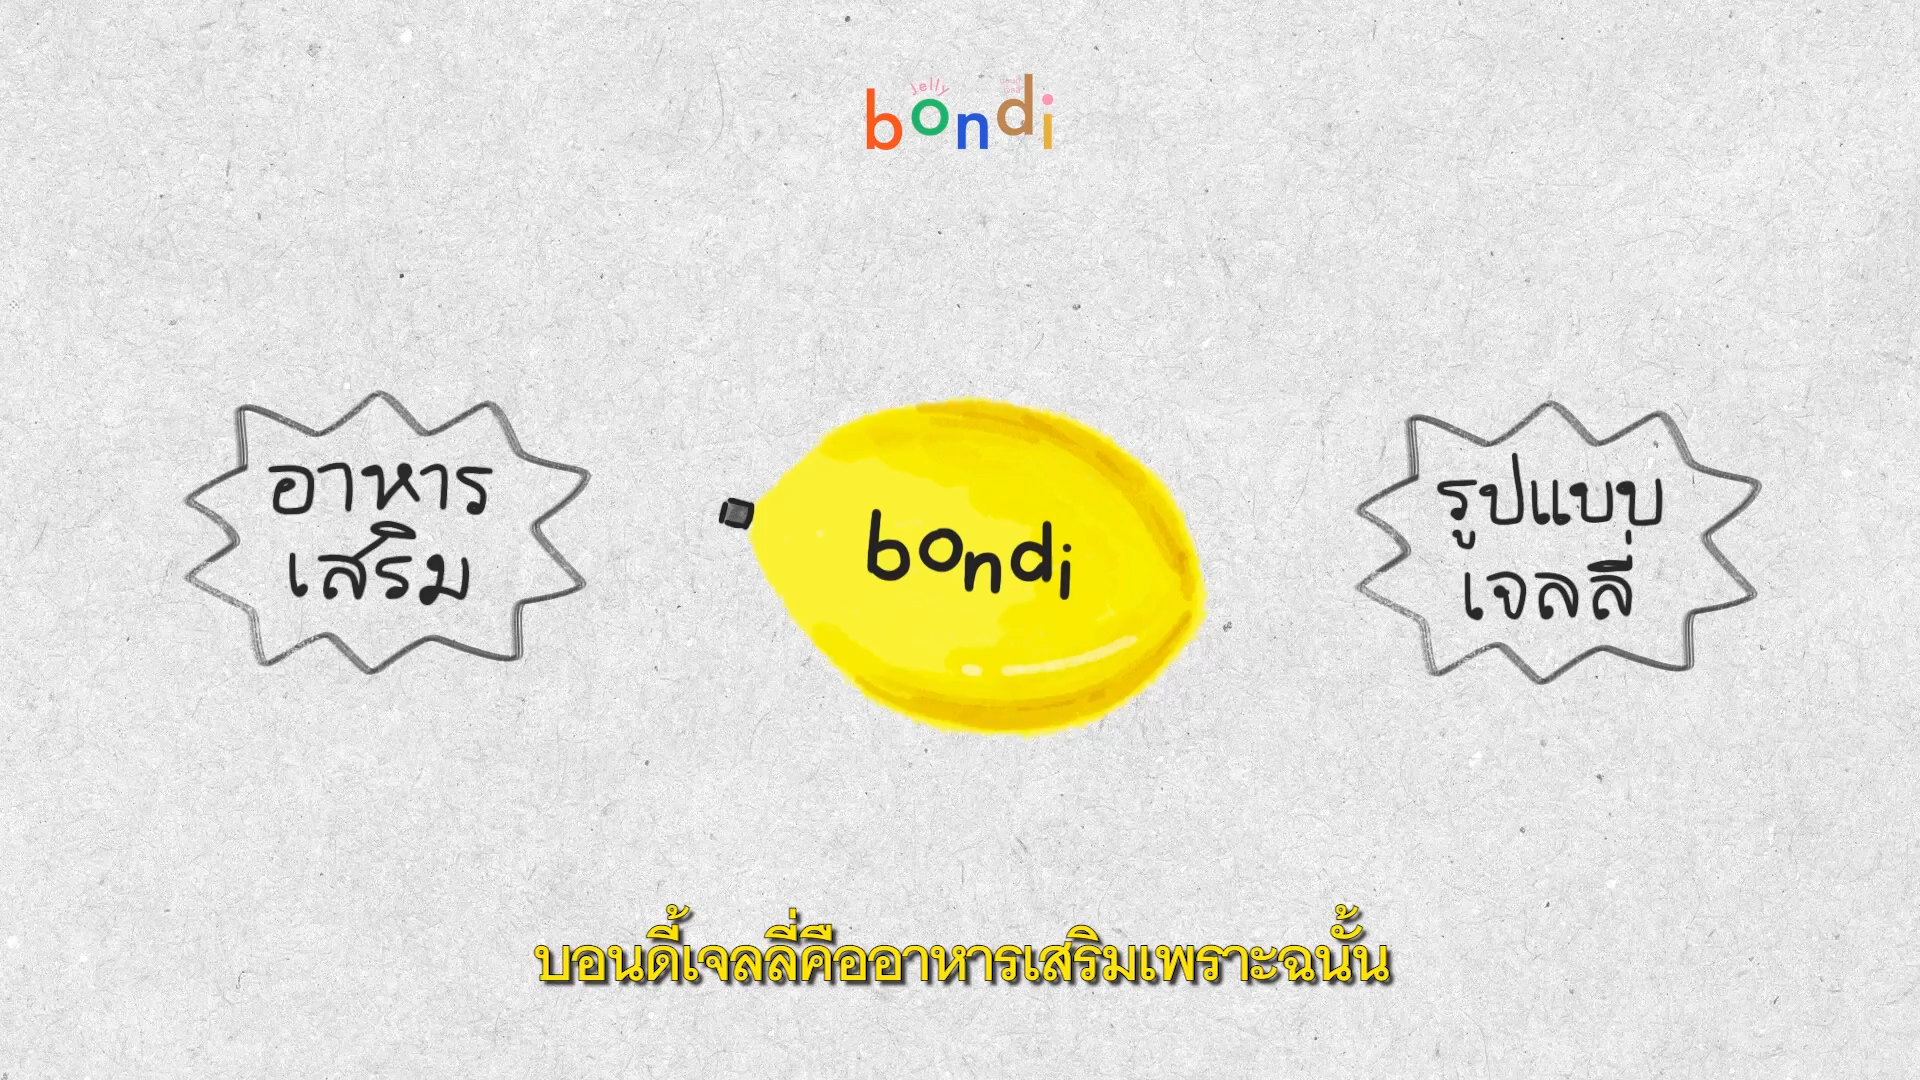 Jelly
bondi
อาหาร
เสริม
bondi
รูปแบบ
เจลลี่
บอนดี้เจลลี่คืออาหารเสริมเพราะฉนั้น